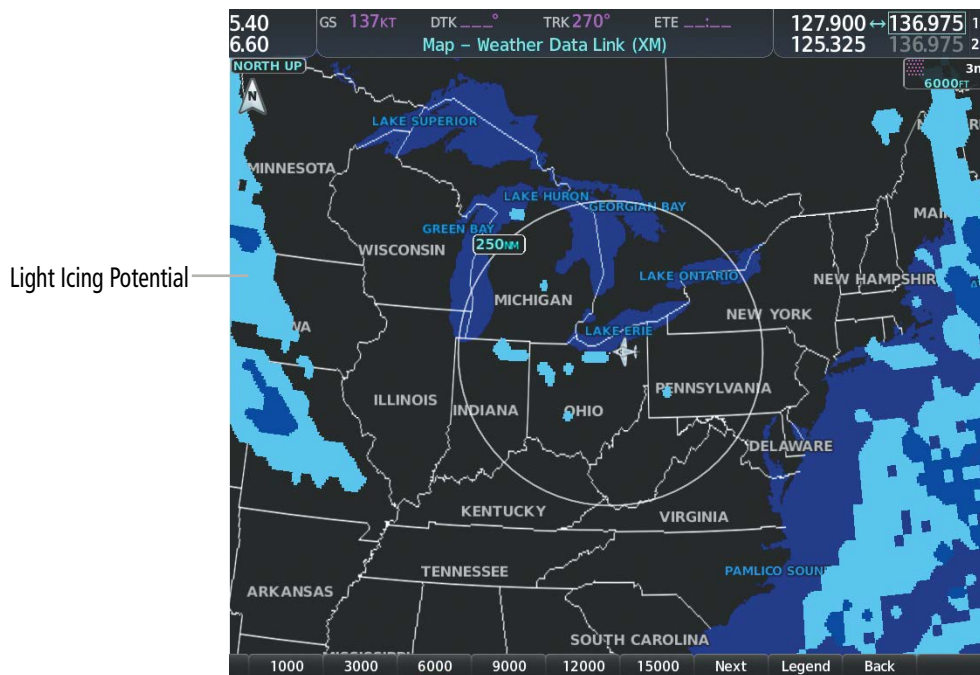 5.40 GS 137KT DTK ___° TRK 270° ETE __:__ 127.900 ↔ 136.975 1
6.60 Map – Weather Data Link (XM) 125.325 136.975 2
NORTH UP
N
6000FT
LAKE SUPERIOR
MINNESOTA
LAKE HURON
GEORGIAN BAY
GREEN BAY
WISCONSIN
250NM
Light Icing Potential
LAKE ONTARIO
NEW HAMPSHIR
MICHIGAN
NEW YORK
LAKE ERIE
WA
PENNSYLVANIA
ILLINOIS
INDIANA
OHIO
DELAWARE
KENTUCKY
VIRGINIA
TENNESSEE
PAMLICO SOUN
ARKANSAS
SOUTH CAROLINA
1000 3000 6000 9000 12000 15000 Next Legend Back